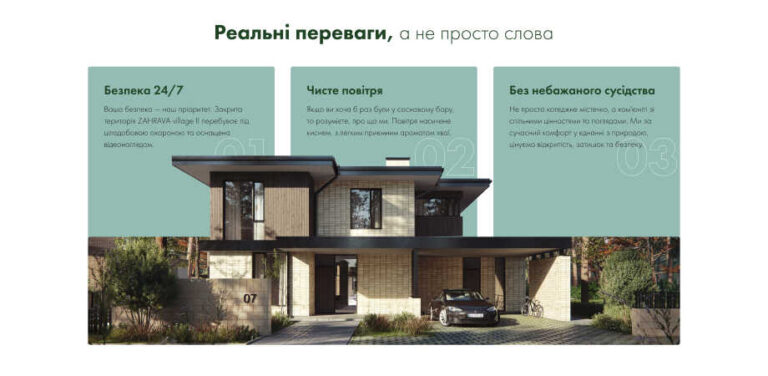 Реальні переваги, а не просто слова
Безпека 24/7
Ваша безпека — наш пріоритет. Закрита
територія ZAHRAVA-village II перебуває під
цілодобовою охороною та оснащена
відеонаглядом.
01
Чисте повітря
Якщо ви хоча б раз були у сосновому бору,
то розумієте, про що ми. Повітря насичене
киснем, з легким приємним ароматом хвої.
02
Без небажаного сусідства
Не просто котеджне містечко, а ком'юніті зі
спільними цінностями та поглядами. Ми за
сучасний комфорт у єднанні з природою,
цінуємо відкритість, затишок та безпеку.
03
07